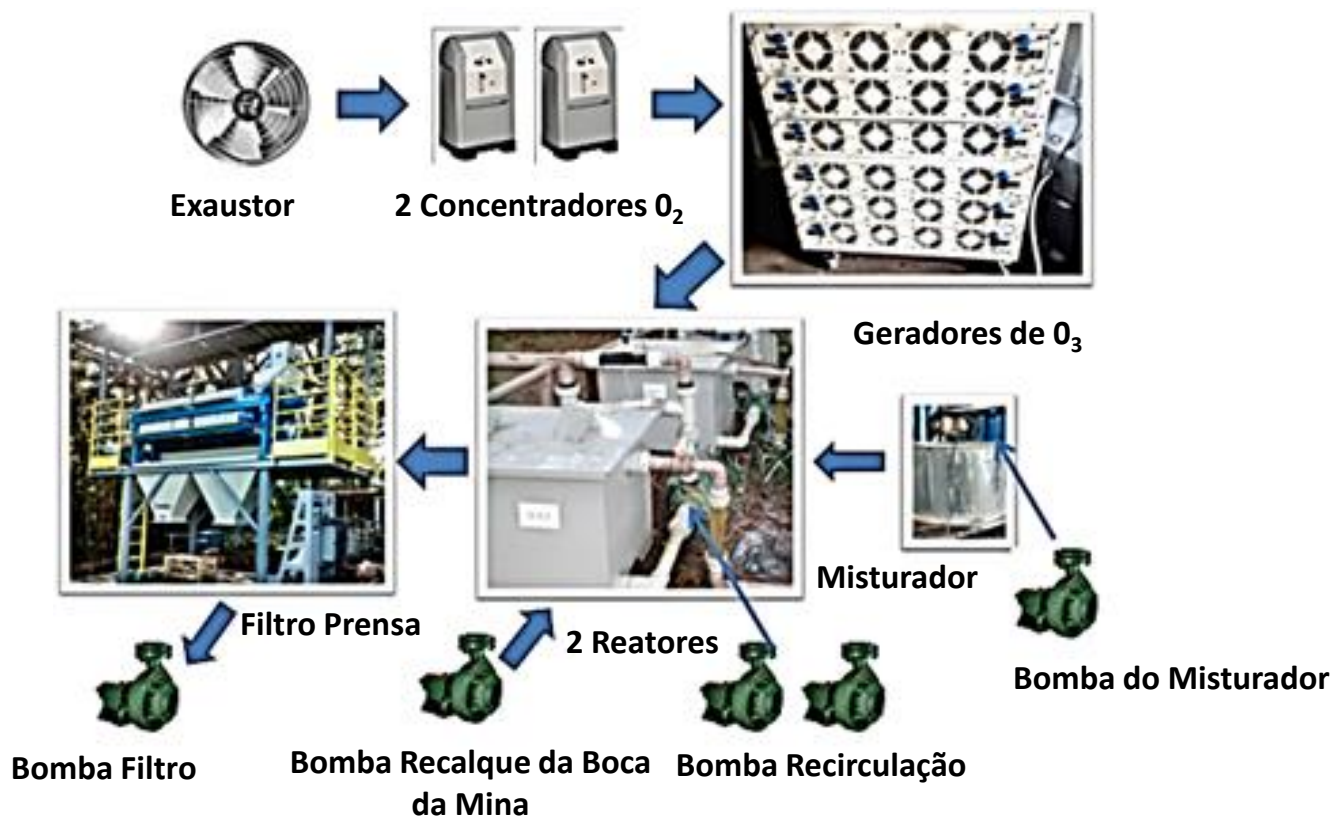 Exaustor
2 Concentradores 0₂
Geradores de 0₃
Misturador
Filtro Prensa
2 Reatores
Bomba do Misturador
Bomba Filtro
Bomba Recalque da Boca
da Mina
Bomba Recirculação